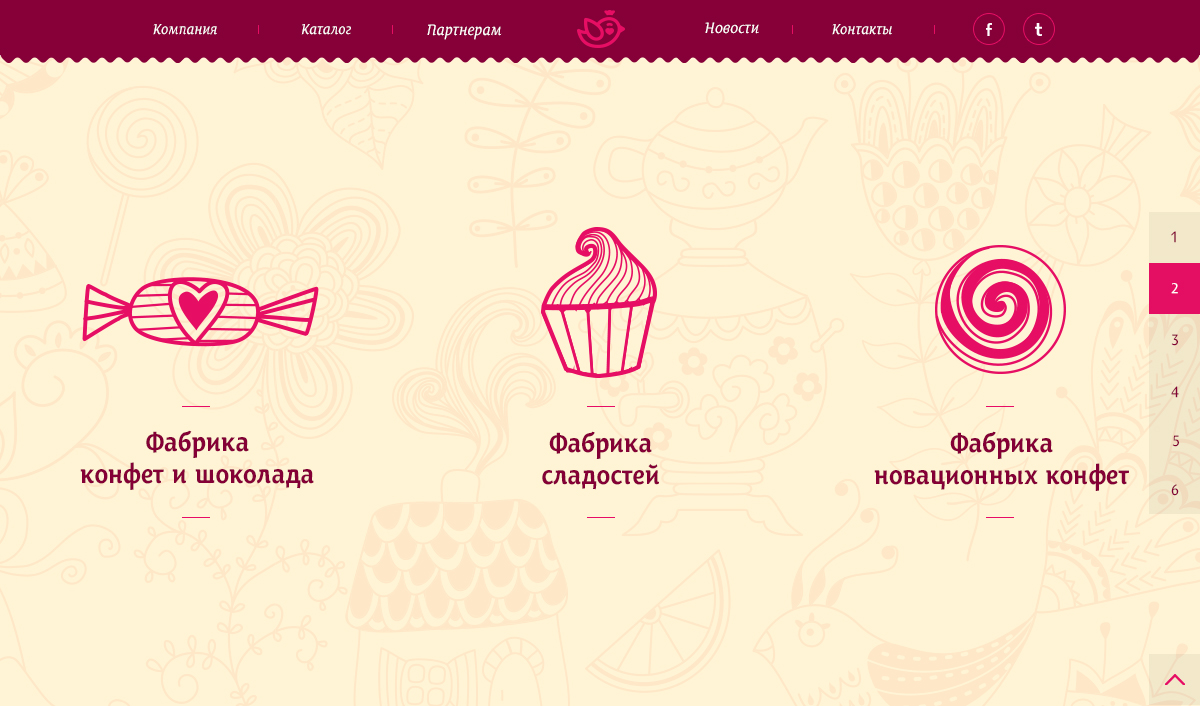 Компания
Каталог
Партнерам
Новости
Контакты
f
t
1
2
3
4
5
6
Фабрика
конфет и шоколада
Фабрика
сладостей
Фабрика
новационных конфет